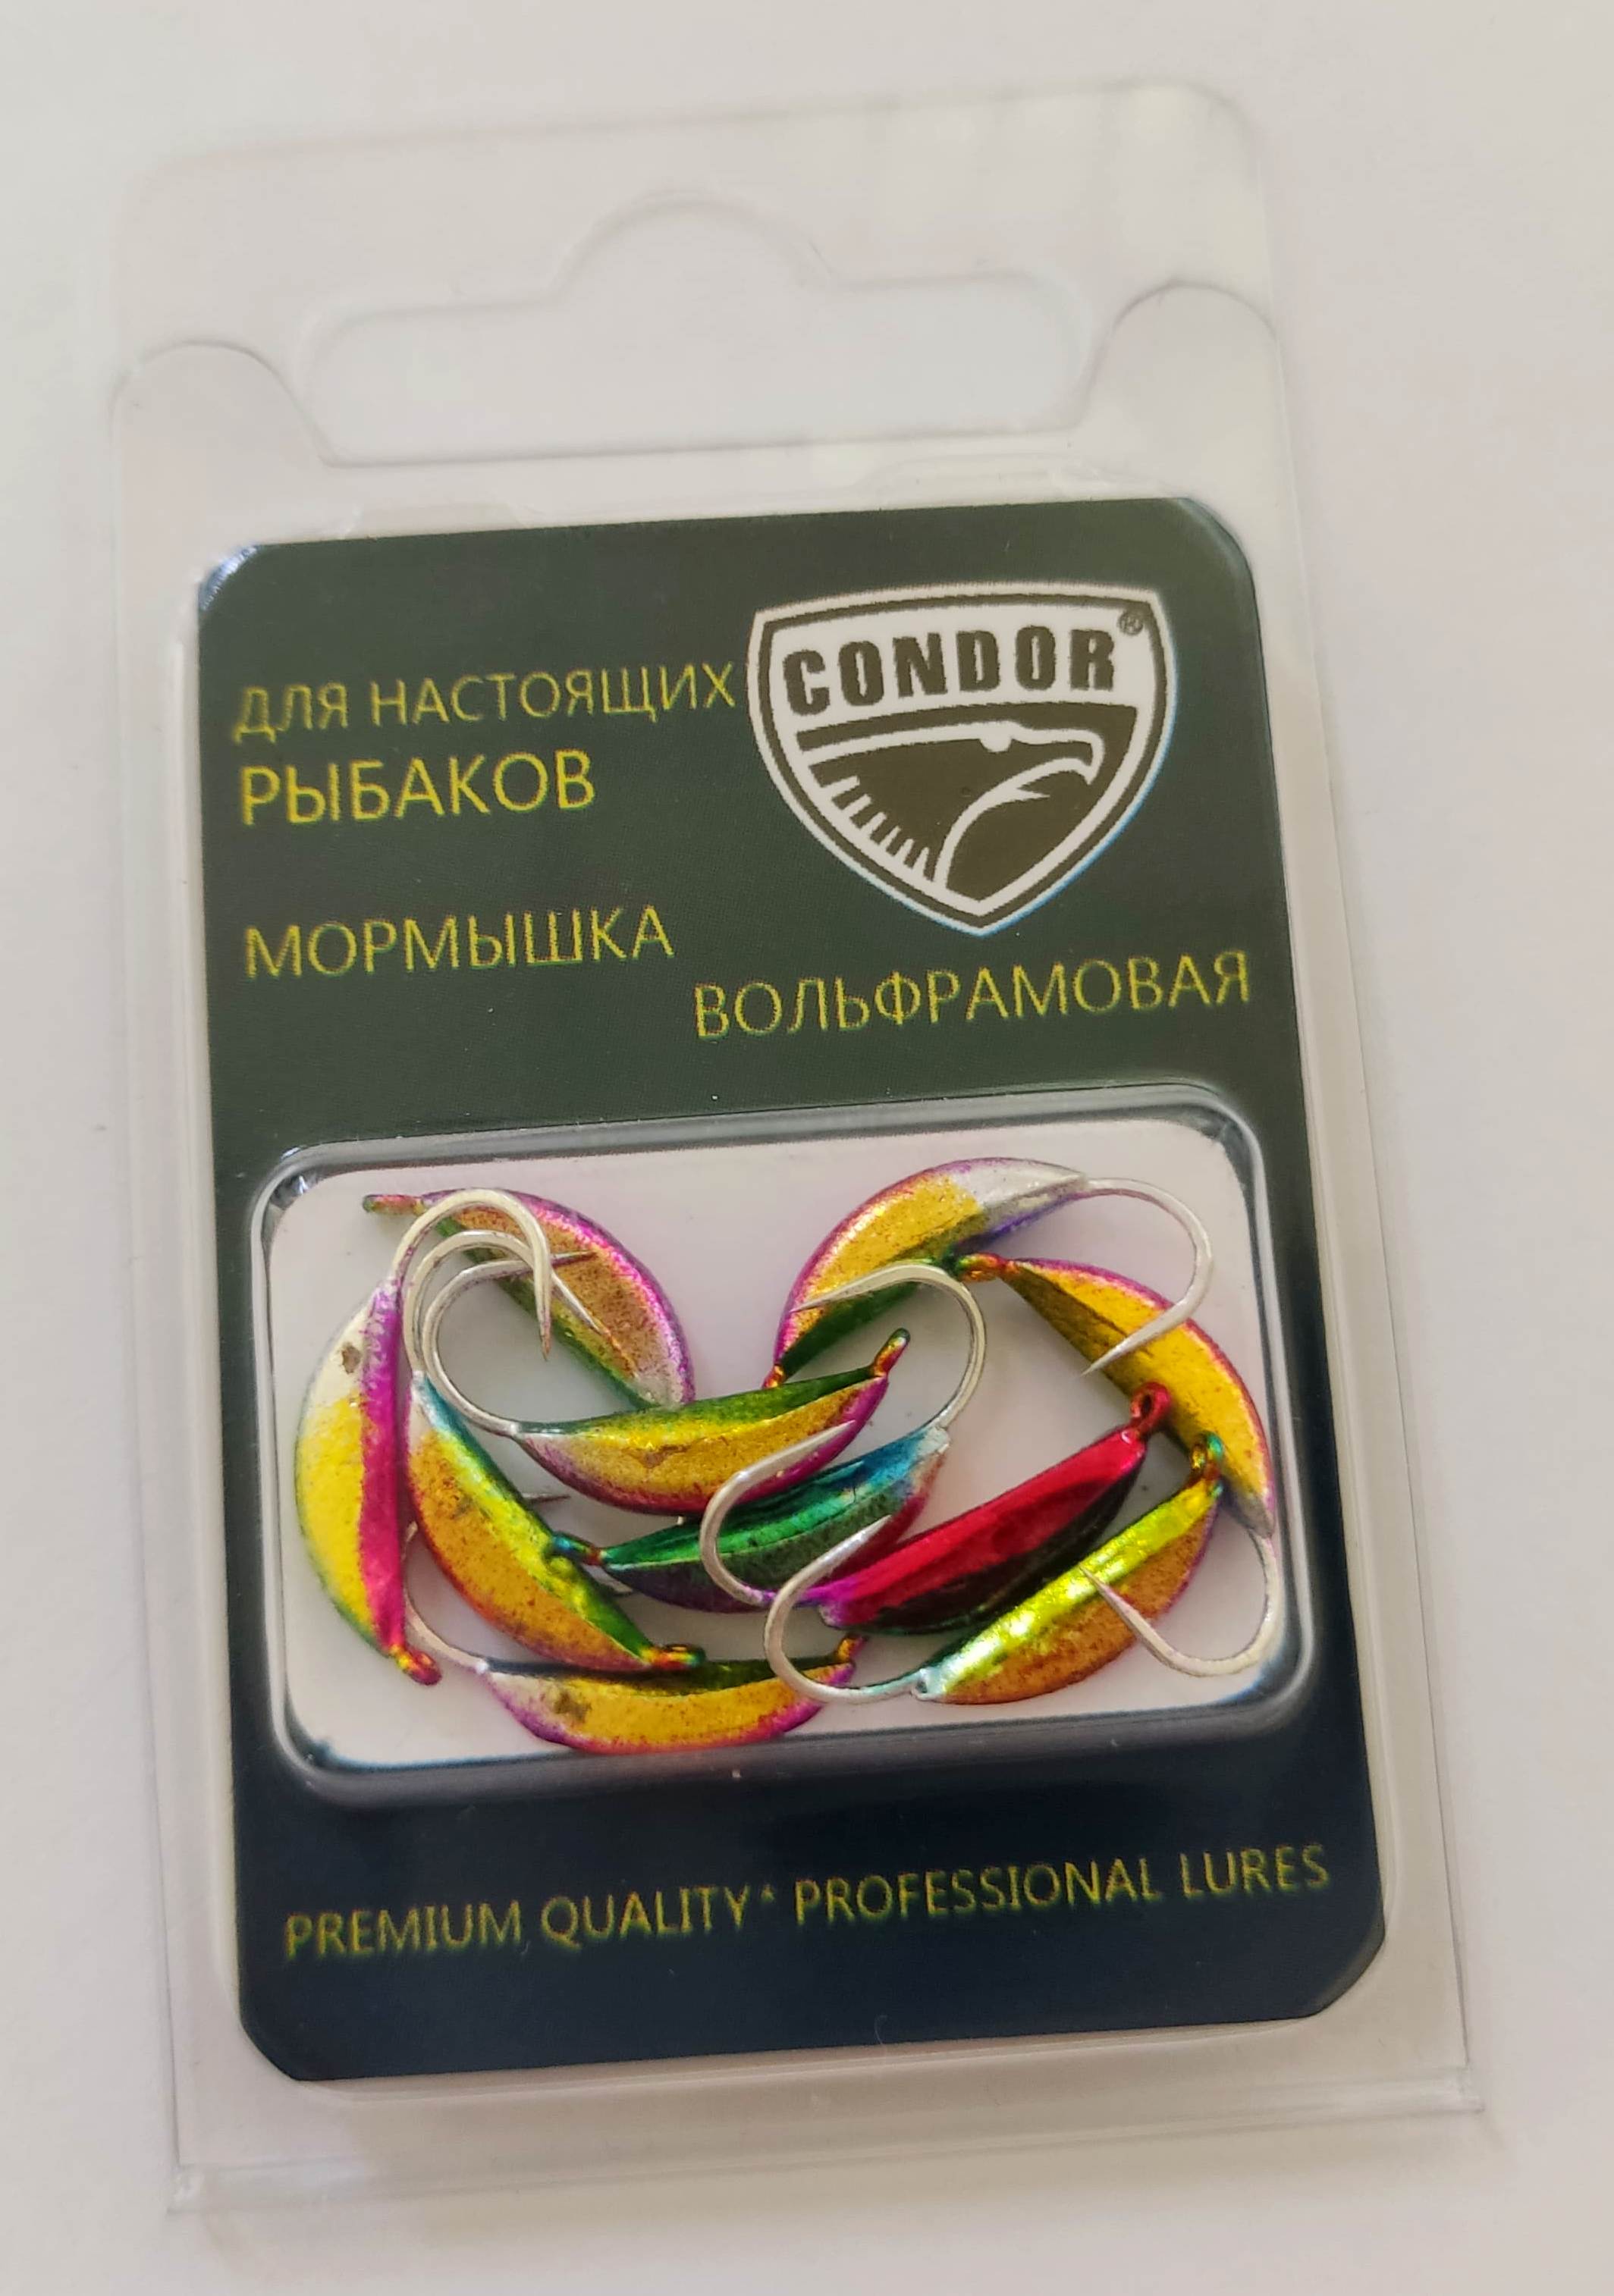 CONDOR®
ДЛЯ НАСТОЯЩИХ
РЫБАКОВ
МОРМЫШКА
ВОЛЬФРАМОВАЯ
PREMIUM QUALITY * PROFESSIONAL LURES